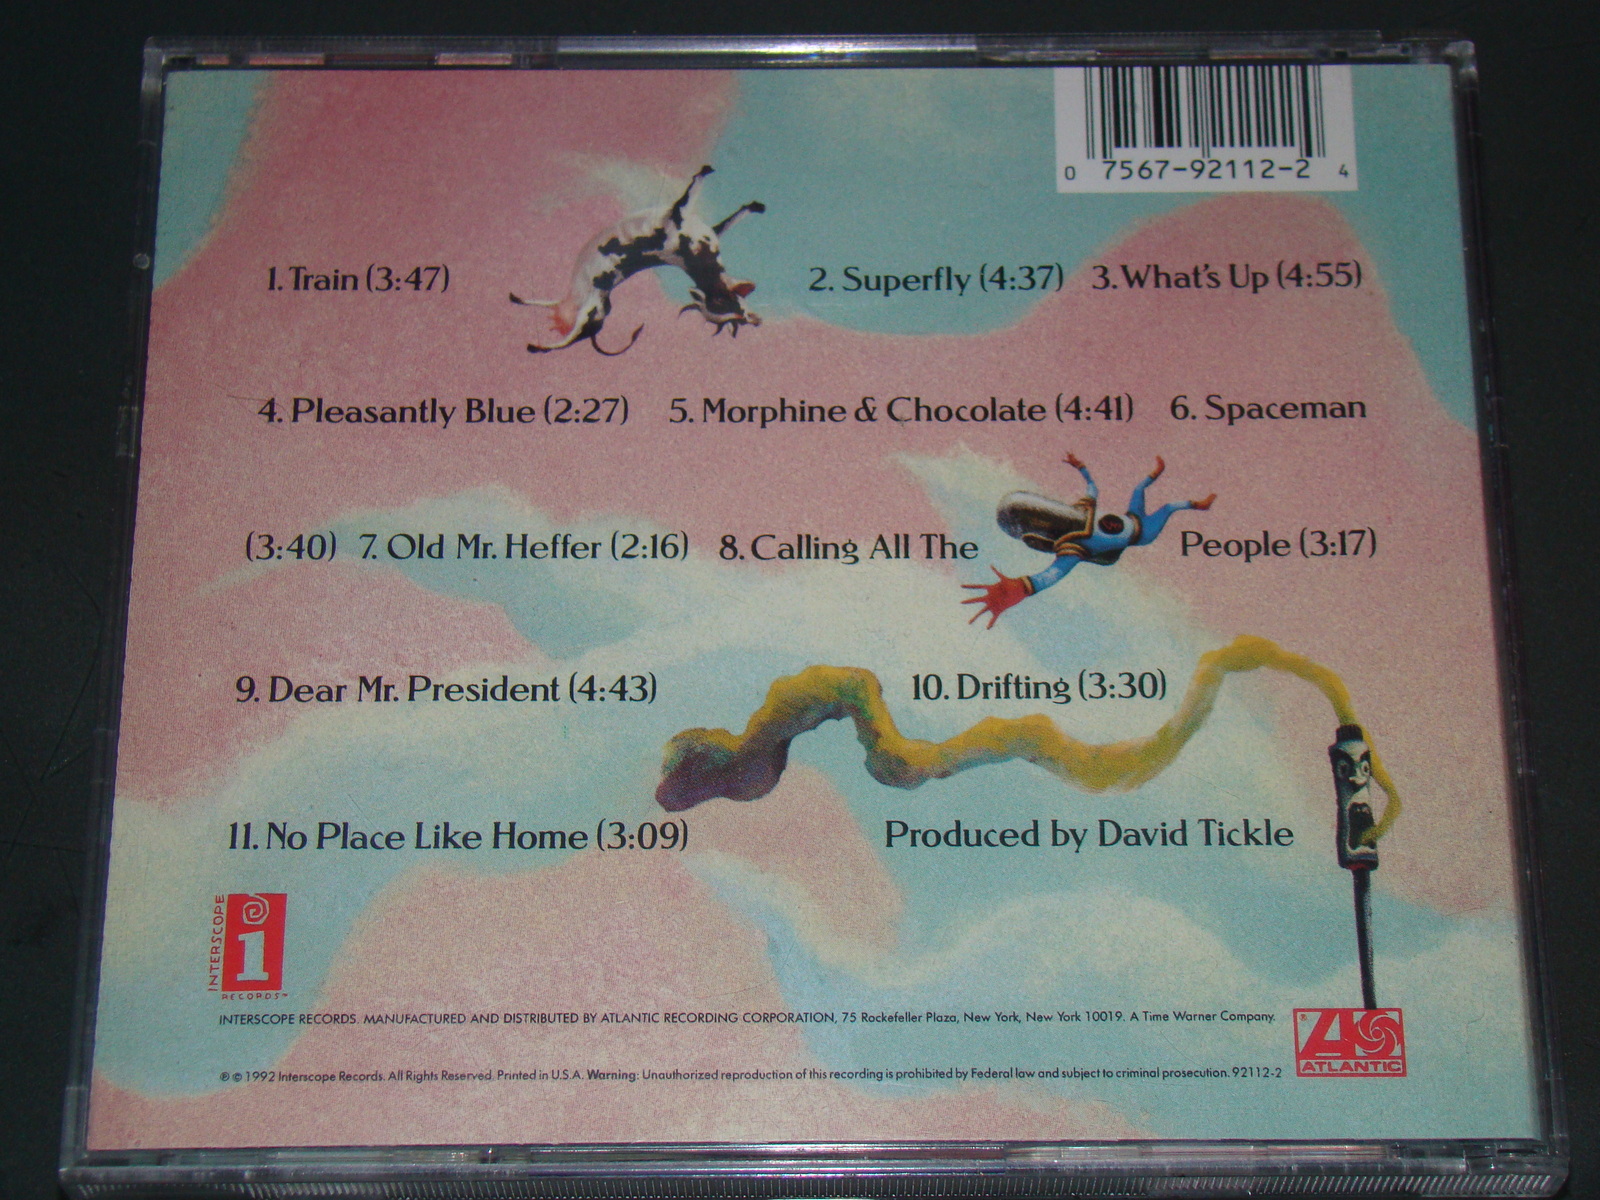 0 7567-92112-2 4
1. Train (3:47) 2. Superfly (4:37) 3. What's Up (4:55)
4. Pleasantly Blue (2:27) 5. Morphine & Chocolate (4:41) 6. Spaceman
(3:40) 7. Old Mr. Heffer (2:16) 8. Calling All The People (3:17)
9. Dear Mr. President (4:43) 10. Drifting (3:30)
11. No Place Like Home (3:09) Produced by David Tickle
INTERSCOPE
i
RECORDS™
INTERSCOPE RECORDS. MANUFACTURED AND DISTRIBUTED BY ATLANTIC RECORDING CORPORATION, 75 Rockefeller Plaza, New York, New York 10019. A Time Warner Company.
®
ATLANTIC
℗ © 1992 Interscope Records. All Rights Reserved. Printed in U.S.A. Warning: Unauthorized reproduction of this recording is prohibited by Federal law and subject to criminal prosecution. 92112-2